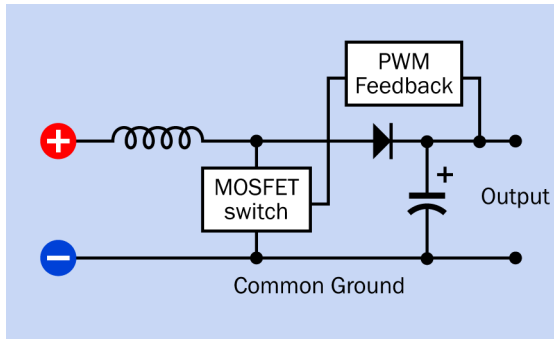 PWM
Feedback
+
MOSFET
switch
+
Output
−
Common Ground